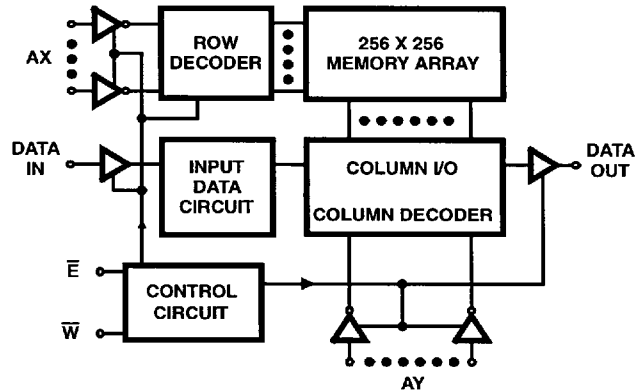 AX
ROW
DECODER
256 X 256
MEMORY ARRAY
DATA
IN
INPUT
DATA
CIRCUIT
COLUMN I/O
COLUMN DECODER
DATA
OUT
E̅
W̅
CONTROL
CIRCUIT
AY